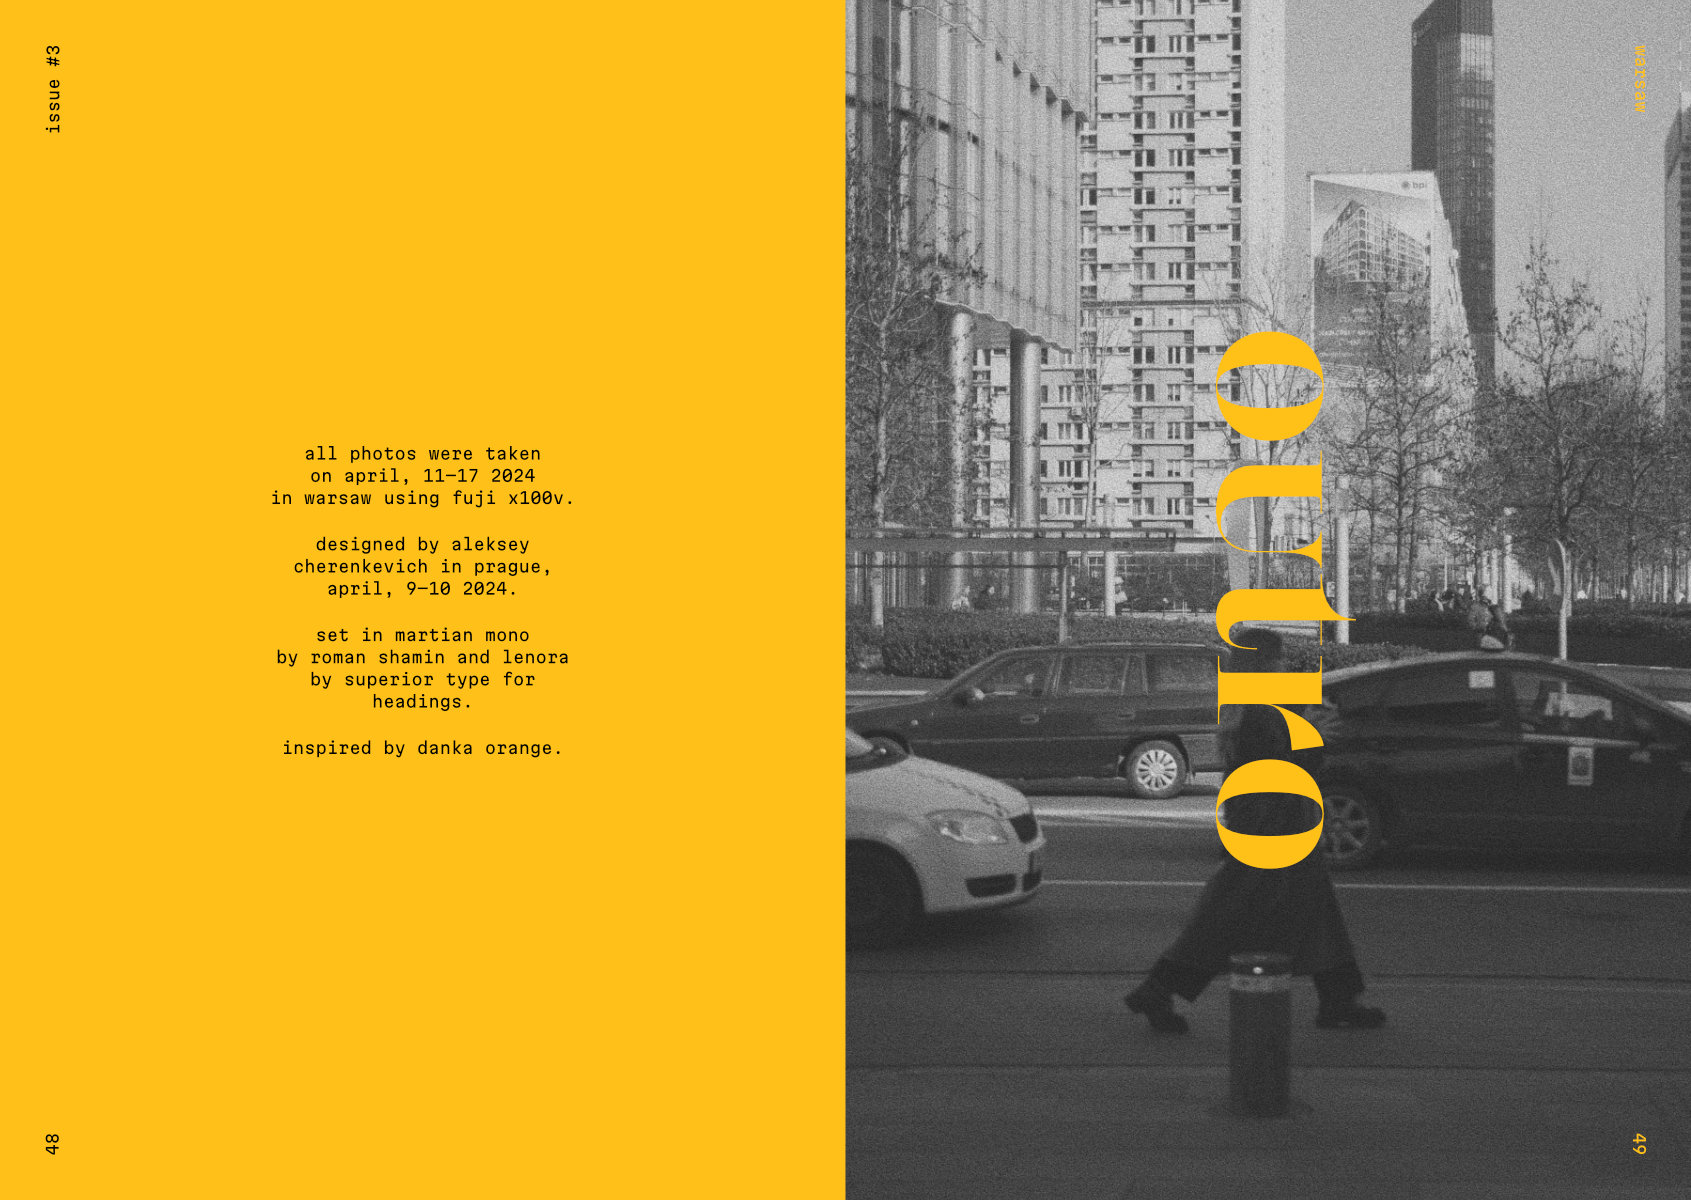 issue #3
all photos were taken
on april, 11–17 2024
in warsaw using fuji x100v.
designed by aleksey
cherenkevich in prague,
april, 9–10 2024.
set in martian mono
by roman shamin and lenora
by superior type for
headings.
inspired by danka orange.
48
warsaw
bpi
outro
49